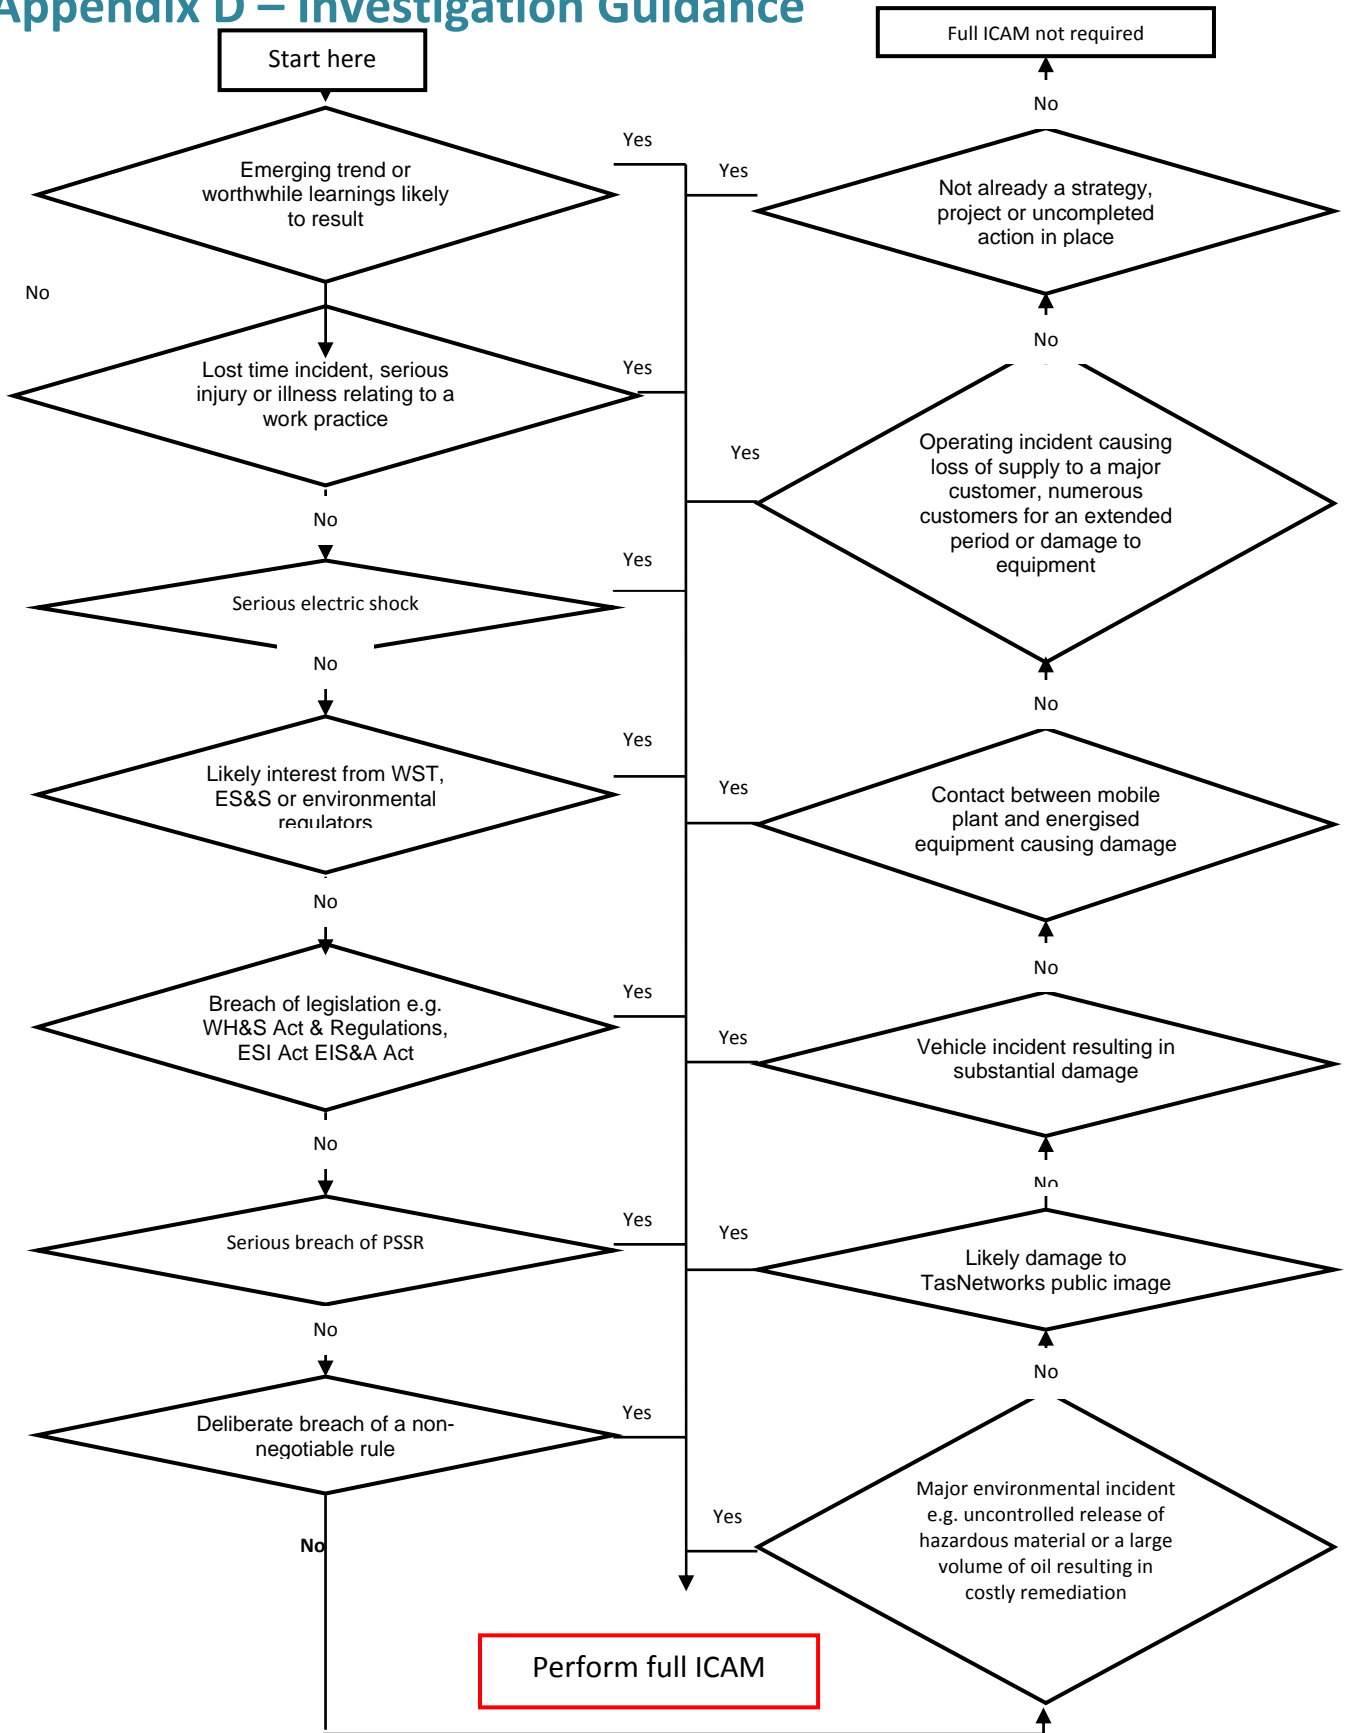 Appendix D – Investigation Guidance
Start here
Emerging trend or
worthwhile learnings likely
to result
Yes
No
Lost time incident, serious
injury or illness relating to a
work practice
Yes
No
Serious electric shock
Yes
No
Likely interest from WST,
ES&S or environmental
regulators
Yes
No
Breach of legislation e.g.
WH&S Act & Regulations,
ESI Act EIS&A Act
Yes
No
Serious breach of PSSR
Yes
No
Deliberate breach of a non-
negotiable rule
Yes
No
Major environmental incident
e.g. uncontrolled release of
hazardous material or a large
volume of oil resulting in
costly remediation
Yes
No
Likely damage to
TasNetworks public image
Yes
No
Vehicle incident resulting in
substantial damage
Yes
No
Contact between mobile
plant and energised
equipment causing damage
Yes
No
Operating incident causing
loss of supply to a major
customer, numerous
customers for an extended
period or damage to
equipment
Yes
No
Not already a strategy,
project or uncompleted
action in place
Yes
No
Full ICAM not required
Perform full ICAM